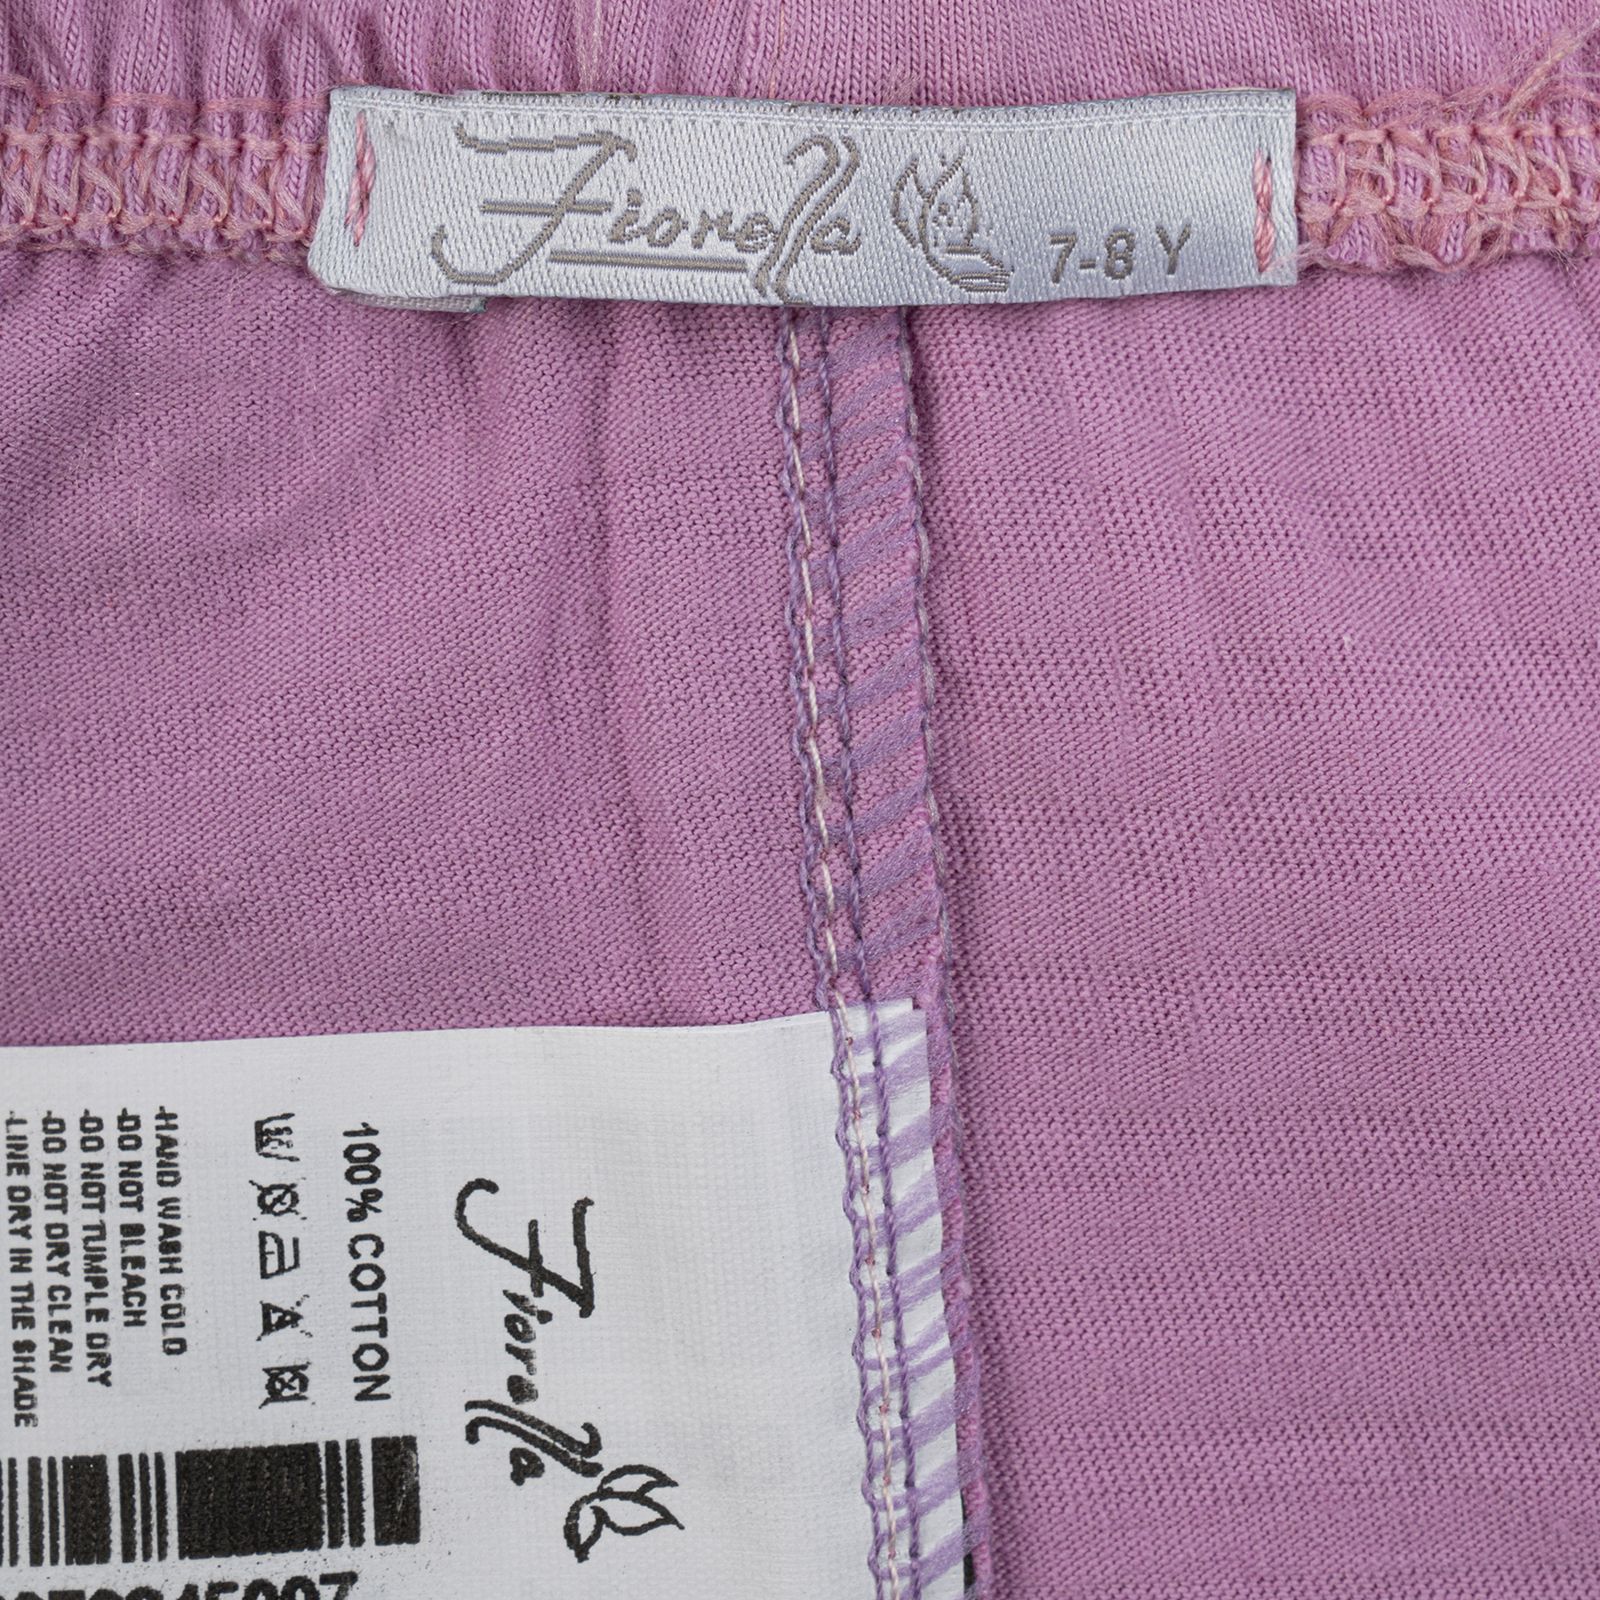 Fiorella 7-8 Y
Fiorella
100% COTTON
-HAND WASH COLD
-DO NOT BLEACH
-DO NOT TUMPLE DRY
-DO NOT DRY CLEAN
-LINE DRY IN THE SHADE